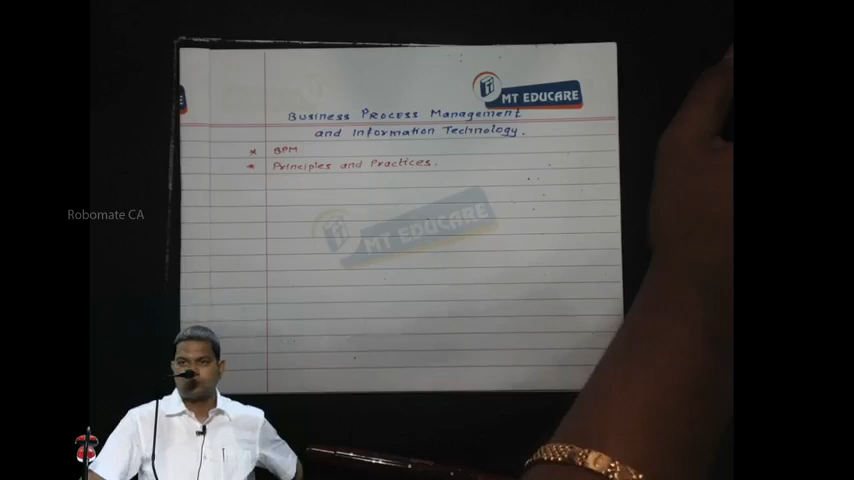 MT EDUCARE
Business Process Management
and Information Technology.
* BPM
* Principles and Practices.
Robomate CA
MT EDUCARE